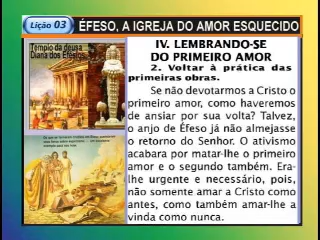 Lição 03
ÉFESO, A IGREJA DO AMOR ESQUECIDO
Templo da deusa
Diana dos Efésios.
IV. LEMBRANDO-SE
DO PRIMEIRO AMOR
2. Voltar à prática das
primeiras obras.
Se não devotarmos a Cristo o
primeiro amor, como haveremos
de ansiar por sua volta? Talvez,
o anjo de Éfeso já não almejasse
o retorno do Senhor. O ativismo
acabara por matar-lhe o primeiro
amor e o segundo também. Era-
lhe urgente e necessário, pois,
não somente amar a Cristo como
antes, como também amar-lhe a
vinda como nunca.